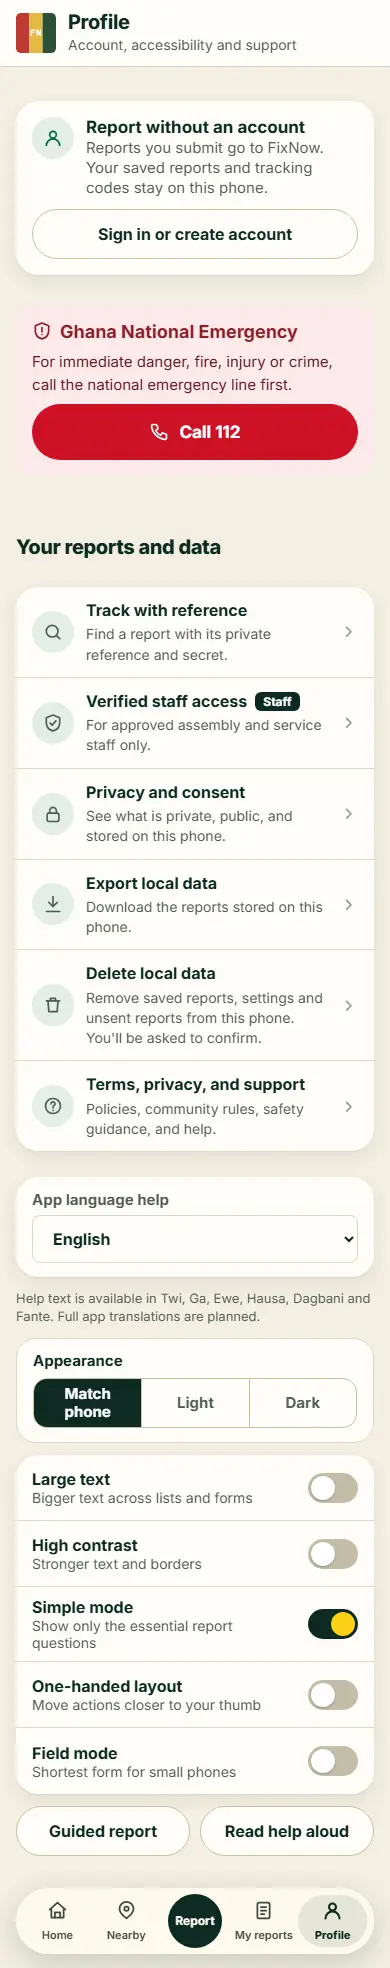 FN
Profile
Account, accessibility and support
Report without an account
Reports you submit go to FixNow.
Your saved reports and tracking
codes stay on this phone.
Sign in or create account
Ghana National Emergency
For immediate danger, fire, injury or crime,
call the national emergency line first.
Call 112
Your reports and data
Track with reference
Find a report with its private
reference and secret.
Verified staff access Staff
For approved assembly and service
staff only.
Privacy and consent
See what is private, public, and
stored on this phone.
Export local data
Download the reports stored on this
phone.
Delete local data
Remove saved reports, settings and
unsent reports from this phone.
You'll be asked to confirm.
Terms, privacy, and support
Policies, community rules, safety
guidance, and help.
App language help
English
Help text is available in Twi, Ga, Ewe, Hausa, Dagbani and
Fante. Full app translations are planned.
Appearance
Match
phone
Light
Dark
Large text
Bigger text across lists and forms
High contrast
Stronger text and borders
Simple mode
Show only the essential report
questions
One-handed layout
Move actions closer to your thumb
Field mode
Shortest form for small phones
Guided report
Read help aloud
Home
Nearby
Report
My reports
Profile